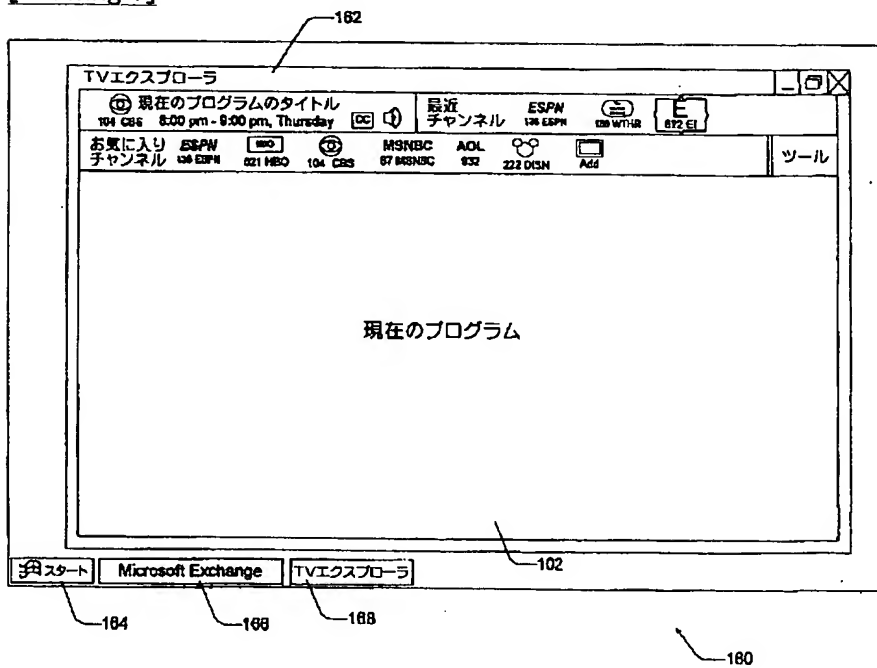 162
TVエクスプローラ
現在のプログラムのタイトル
104 CBS 8:00 pm - 9:00 pm, Thursday CC
最近
チャンネル
ESPN
136 ESPN
E
872 E!
お気に入り
チャンネル
ESPN
136 ESPN
HBO
021 HBO
104 CBS
MSNBC
67 MSNBC
AOL
932
222 DISN
Add
ツール
現在のプログラム
102
スタート
Microsoft Exchange
TVエクスプローラ
164
166
168
160